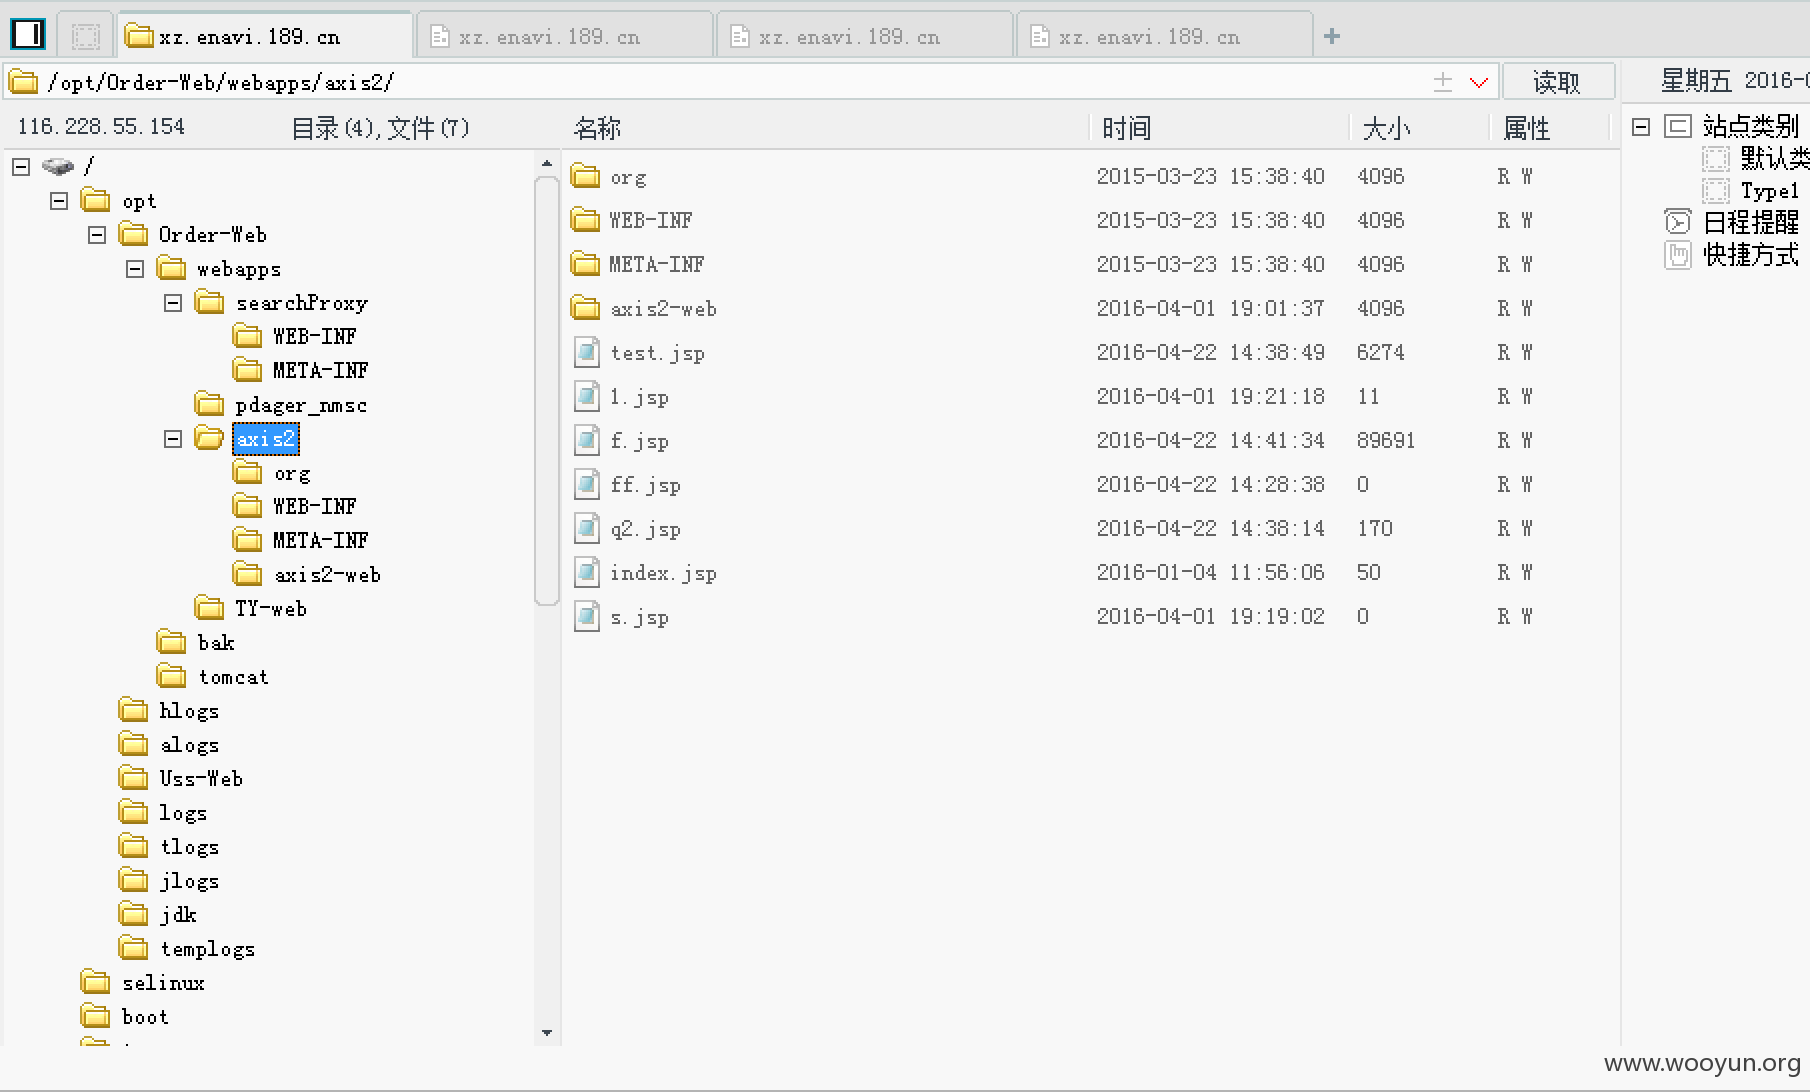 xz.enavi.189.cn xz.enavi.189.cn xz.enavi.189.cn xz.enavi.189.cn +
/opt/Order-Web/webapps/axis2/ 读取
星期五 2016-0
116.228.55.154 目录(4),文件(7)
/
opt
Order-Web
webapps
searchProxy
WEB-INF
META-INF
pdager_nmsc
axis2
org
WEB-INF
META-INF
axis2-web
TY-web
bak
tomcat
hlogs
alogs
Uss-Web
logs
tlogs
jlogs
jdk
templogs
selinux
boot
名称 时间 大小 属性
org 2015-03-23 15:38:40 4096 R W
WEB-INF 2015-03-23 15:38:40 4096 R W
META-INF 2015-03-23 15:38:40 4096 R W
axis2-web 2016-04-01 19:01:37 4096 R W
test.jsp 2016-04-22 14:38:49 6274 R W
1.jsp 2016-04-01 19:21:18 11 R W
f.jsp 2016-04-22 14:41:34 89691 R W
ff.jsp 2016-04-22 14:28:38 0 R W
q2.jsp 2016-04-22 14:38:14 170 R W
index.jsp 2016-01-04 11:56:06 50 R W
s.jsp 2016-04-01 19:19:02 0 R W
站点类别
默认类
Type1
日程提醒
快捷方式
www.wooyun.org